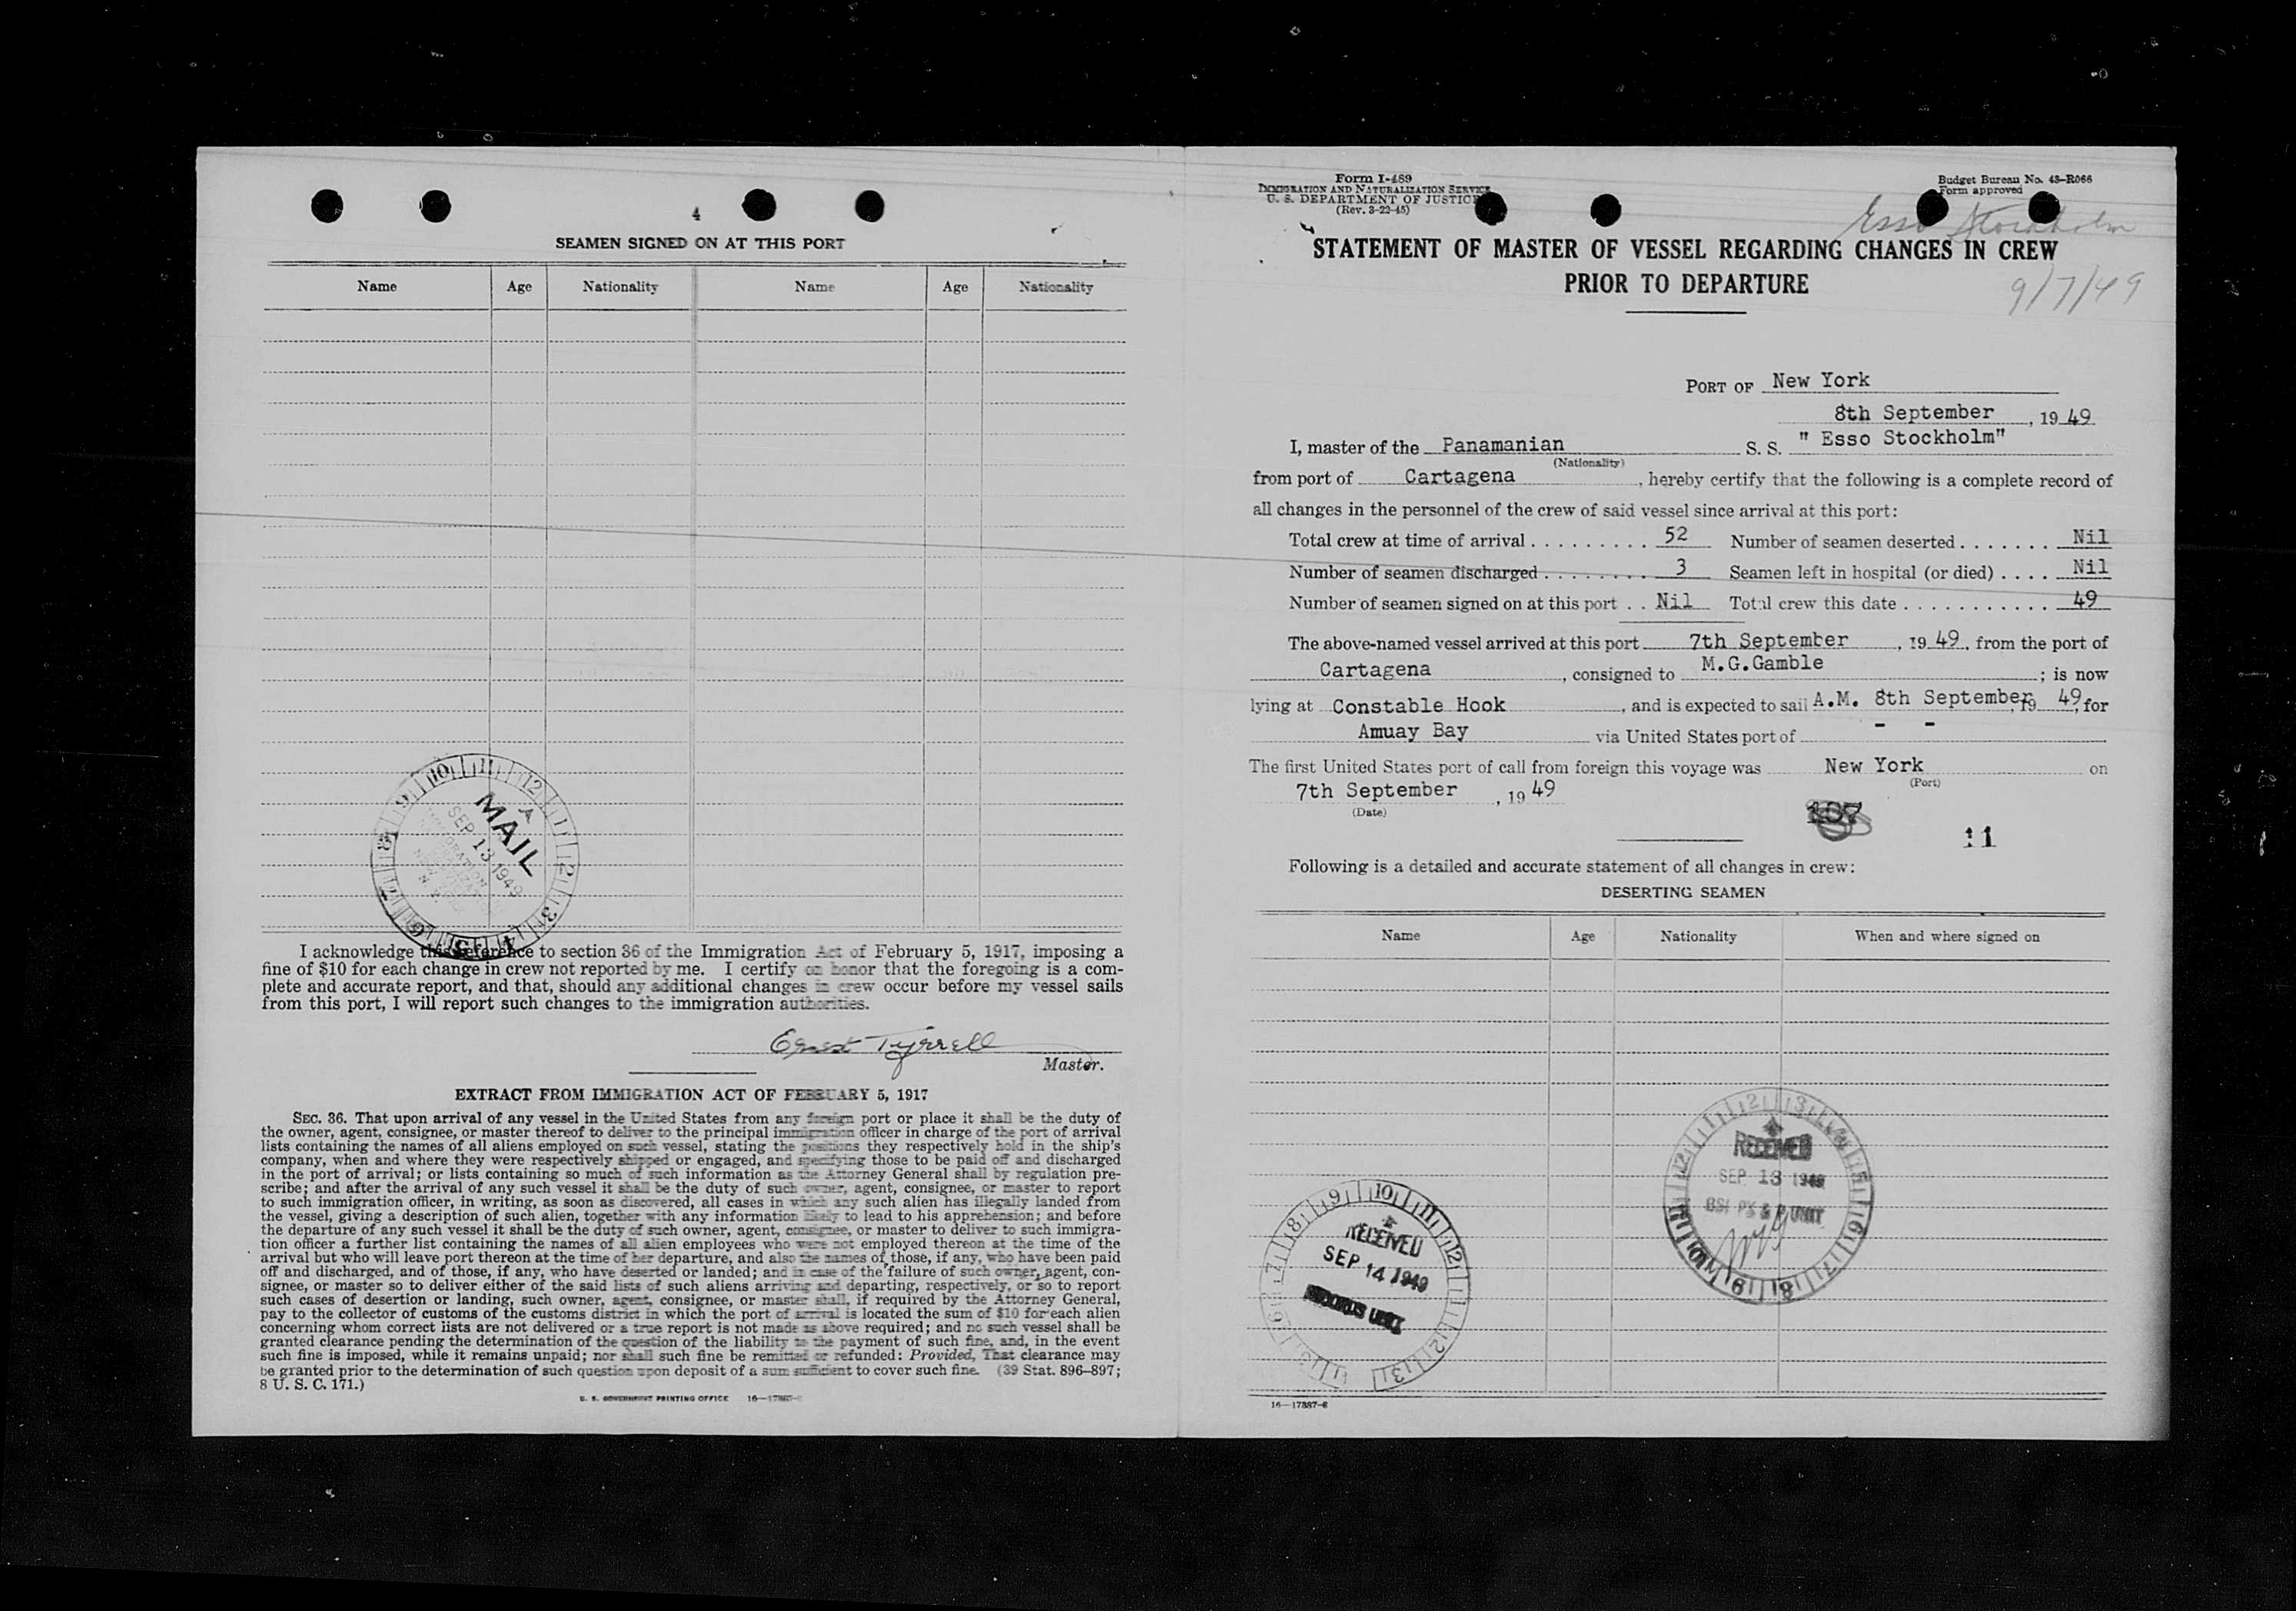 4
SEAMEN SIGNED ON AT THIS PORT
Name Age Nationality Name Age Nationality
10 11 12 1 2 3 4 5 6 7 8 9
MAIL
SEP 13 1949
I acknowledge this reference to section 36 of the Immigration Act of February 5, 1917, imposing a
fine of $10 for each change in crew not reported by me. I certify on honor that the foregoing is a com-
plete and accurate report, and that, should any additional changes in crew occur before my vessel sails
from this port, I will report such changes to the immigration authorities.
Ernest Tyrrell
Master.
EXTRACT FROM IMMIGRATION ACT OF FEBRUARY 5, 1917
SEC. 36. That upon arrival of any vessel in the United States from any foreign port or place it shall be the duty of
the owner, agent, consignee, or master thereof to deliver to the principal immigration officer in charge of the port of arrival
lists containing the names of all aliens employed on such vessel, stating the positions they respectively hold in the ship's
company, when and where they were respectively shipped or engaged, and specifying those to be paid off and discharged
in the port of arrival; or lists containing so much of such information as the Attorney General shall by regulation pre-
scribe; and after the arrival of any such vessel it shall be the duty of such owner, agent, consignee, or master to report
to such immigration officer, in writing, as soon as discovered, all cases in which any such alien has illegally landed from
the vessel, giving a description of such alien, together with any information likely to lead to his apprehension; and before
the departure of any such vessel it shall be the duty of such owner, agent, consignee, or master to deliver to such immigra-
tion officer a further list containing the names of all alien employees who were not employed thereon at the time of the
arrival but who will leave port thereon at the time of her departure, and also the names of those, if any, who have been paid
off and discharged, and of those, if any, who have deserted or landed; and in case of the failure of such owner, agent, con-
signee, or master so to deliver either of the said lists of such aliens arriving and departing, respectively, or so to report
such cases of desertion or landing, such owner, agent, consignee, or master shall, if required by the Attorney General,
pay to the collector of customs of the customs district in which the port of arrival is located the sum of $10 for each alien
concerning whom correct lists are not delivered or a true report is not made as above required; and no such vessel shall be
granted clearance pending the determination of the question of the liability to the payment of such fine, and, in the event
such fine is imposed, while it remains unpaid; nor shall such fine be remitted or refunded: Provided, That clearance may
be granted prior to the determination of such question upon deposit of a sum sufficient to cover such fine. (39 Stat. 896–897;
8 U. S. C. 171.)
U. S. GOVERNMENT PRINTING OFFICE 16—17387-2
Form I-489
IMMIGRATION AND NATURALIZATION SERVICE
U. S. DEPARTMENT OF JUSTICE
(Rev. 3-22-45)
Budget Bureau No. 43-R066
Form approved
Esso Stockholm
STATEMENT OF MASTER OF VESSEL REGARDING CHANGES IN CREW
PRIOR TO DEPARTURE
9/7/49
PORT OF New York
8th September, 19 49
I, master of the Panamanian S. S. " Esso Stockholm"
(Nationality)
from port of Cartagena, hereby certify that the following is a complete record of
all changes in the personnel of the crew of said vessel since arrival at this port:
Total crew at time of arrival . . . . . . . . . . 52 Number of seamen deserted . . . . . . . Nil
Number of seamen discharged . . . . . . . . . 3 Seamen left in hospital (or died) . . . . Nil
Number of seamen signed on at this port . . Nil Total crew this date . . . . . . . . . . . . 49
The above-named vessel arrived at this port 7th September, 19 49, from the port of
Cartagena, consigned to M.G.Gamble; is now
lying at Constable Hook, and is expected to sail A.M. 8th September, 19 49, for
Amuay Bay via United States port of - -
The first United States port of call from foreign this voyage was New York on
(Port)
7th September, 19 49
(Date)
11
Following is a detailed and accurate statement of all changes in crew:
DESERTING SEAMEN
Name Age Nationality When and where signed on
RECEIVED
SEP 13 1949
RECEIVED
SEP 14 1949
RECORDS UNIT
16—17387-2